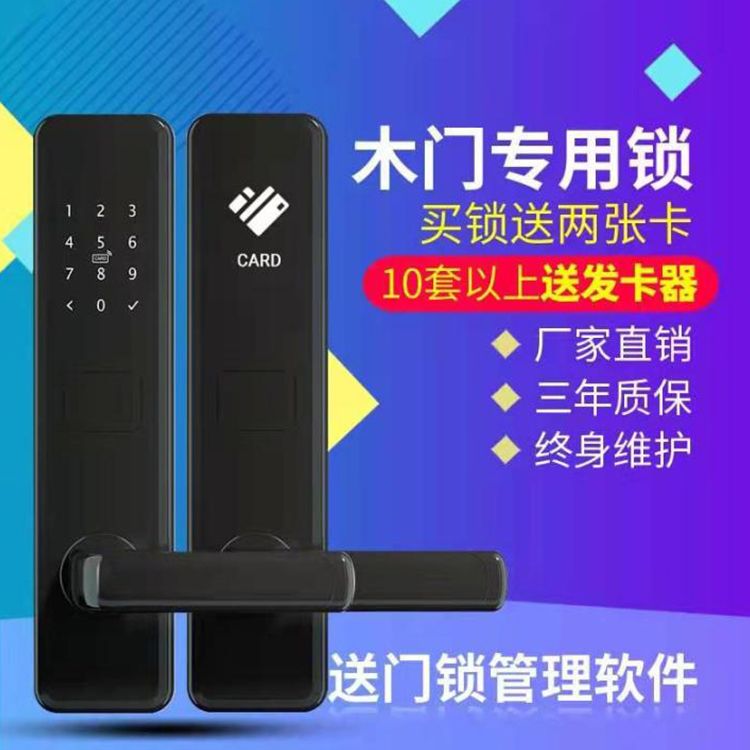 木门专用锁
买锁送两张卡
10套以上送发卡器
厂家直销
三年质保
终身维护
1 2 3
4 5 6
CARD
7 8 9
< 0 ✓
CARD
送门锁管理软件